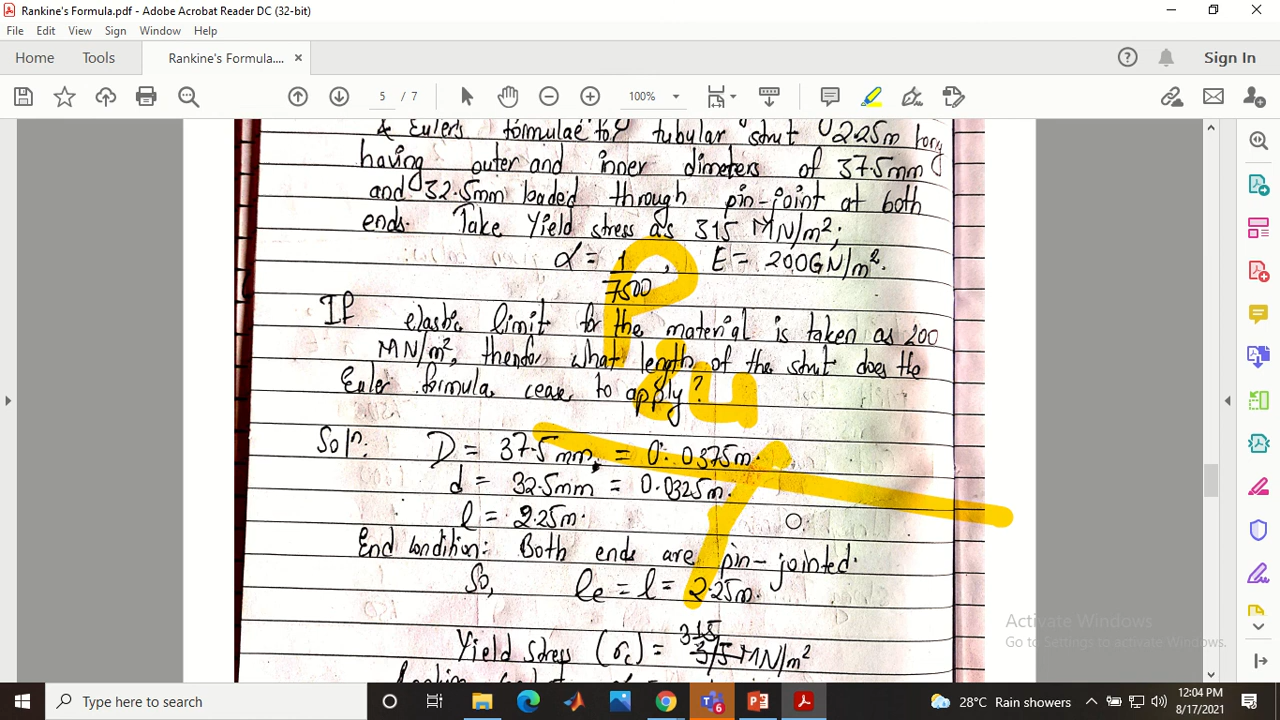 Rankine's Formula.pdf - Adobe Acrobat Reader DC (32-bit)
File Edit View Sign Window Help
Home Tools Rankine's Formula.... × Sign In
5 / 7 100%
& Euler's formulae for tubular strut 2.25m long
having outer and inner dimeters of 37.5mm
and 32.5mm loaded through pin-joint at both
ends. Take Yield stress as 315 MN/m²;
α = 1/7500, E = 200GN/m².
If elastic limit for the material is taken as 200
MN/m², then for what length of the strut does the
Euler formula cease to apply?
Solⁿ: D = 37.5mm = 0.0375m.
d = 32.5mm = 0.0325m.
l = 2.25m.
End condition: Both ends are pin-jointed.
So, le = l = 2.25m.
Yield stress (σc) = 315 MN/m²
Activate Windows
Go to Settings to activate Windows.
Type here to search
28°C Rain showers
12:04 PM
8/17/2021